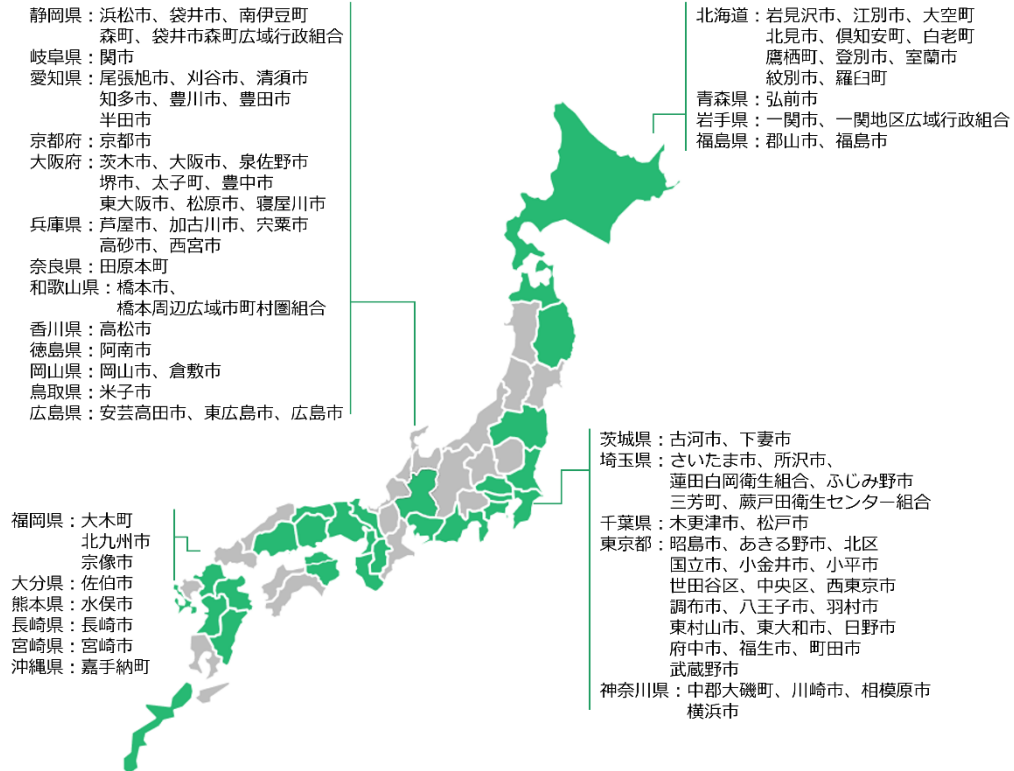 静岡県：浜松市、袋井市、南伊豆町
森町、袋井市森町広域行政組合
岐阜県：関市
愛知県：尾張旭市、刈谷市、清須市
知多市、豊川市、豊田市
半田市
京都府：京都市
大阪府：茨木市、大阪市、泉佐野市
堺市、太子町、豊中市
東大阪市、松原市、寝屋川市
兵庫県：芦屋市、加古川市、宍粟市
高砂市、西宮市
奈良県：田原本町
和歌山県：橋本市、
橋本周辺広域市町村圏組合
香川県：高松市
徳島県：阿南市
岡山県：岡山市、倉敷市
鳥取県：米子市
広島県：安芸高田市、東広島市、広島市
北海道：岩見沢市、江別市、大空町
北見市、倶知安町、白老町
鷹栖町、登別市、室蘭市
紋別市、羅臼町
青森県：弘前市
岩手県：一関市、一関地区広域行政組合
福島県：郡山市、福島市
茨城県：古河市、下妻市
埼玉県：さいたま市、所沢市、
蓮田白岡衛生組合、ふじみ野市
三芳町、蕨戸田衛生センター組合
千葉県：木更津市、松戸市
東京都：昭島市、あきる野市、北区
国立市、小金井市、小平市
世田谷区、中央区、西東京市
調布市、八王子市、羽村市
東村山市、東大和市、日野市
府中市、福生市、町田市
武蔵野市
神奈川県：中郡大磯町、川崎市、相模原市
横浜市
福岡県：大木町
北九州市
宗像市
大分県：佐伯市
熊本県：水俣市
長崎県：長崎市
宮崎県：宮崎市
沖縄県：嘉手納町